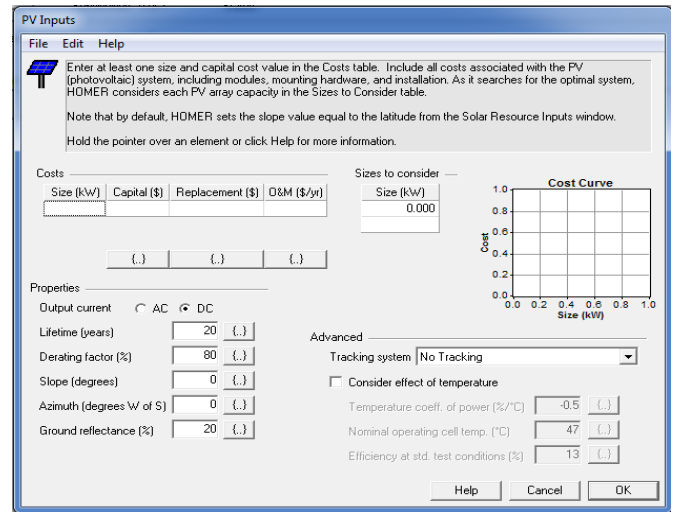 PV Inputs
File Edit Help
Enter at least one size and capital cost value in the Costs table. Include all costs associated with the PV
(photovoltaic) system, including modules, mounting hardware, and installation. As it searches for the optimal system,
HOMER considers each PV array capacity in the Sizes to Consider table.
Note that by default, HOMER sets the slope value equal to the latitude from the Solar Resource Inputs window.
Hold the pointer over an element or click Help for more information.
Costs
Size (kW) Capital ($) Replacement ($) O&M ($/yr)
{..} {..} {..}
Sizes to consider
Size (kW)
0.000
Cost Curve
1.0
0.8
0.6
0.4
0.2
0.0
Cost
0.0 0.2 0.4 0.6 0.8 1.0
Size (kW)
Properties
Output current AC DC
Lifetime (years) 20 {..}
Derating factor (%) 80 {..}
Slope (degrees) 0 {..}
Azimuth (degrees W of S) 0 {..}
Ground reflectance (%) 20 {..}
Advanced
Tracking system No Tracking
Consider effect of temperature
Temperature coeff. of power (%/°C) -0.5 {..}
Nominal operating cell temp. (°C) 47 {..}
Efficiency at std. test conditions (%) 13 {..}
Help Cancel OK